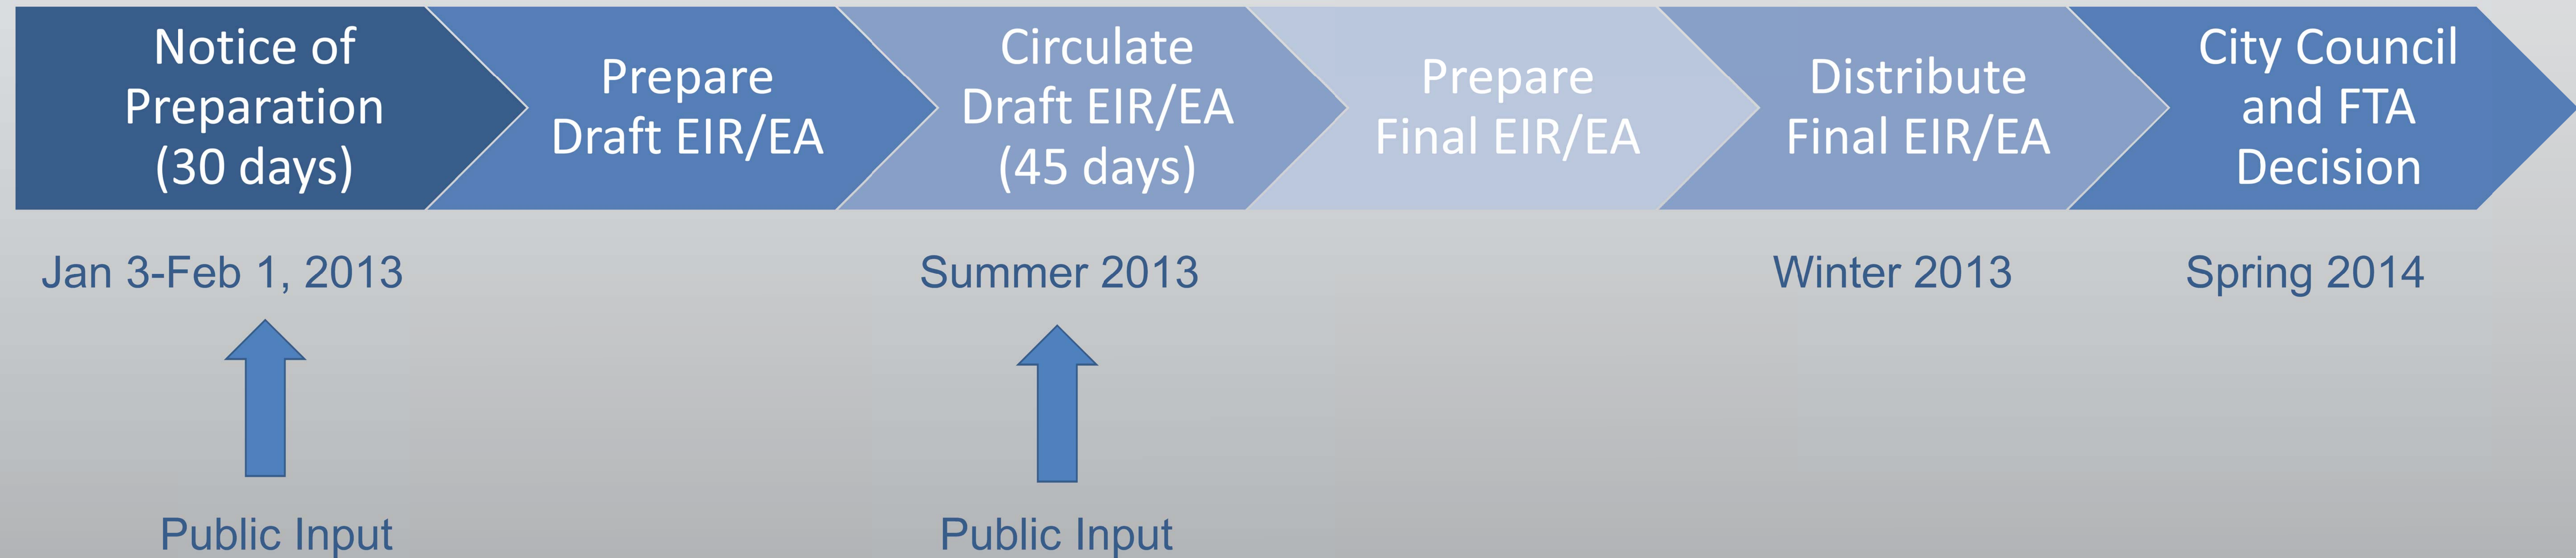 Notice of
Preparation
(30 days)
Prepare
Draft EIR/EA
Circulate
Draft EIR/EA
(45 days)
Prepare
Final EIR/EA
Distribute
Final EIR/EA
City Council
and FTA
Decision
Jan 3-Feb 1, 2013
Summer 2013
Winter 2013
Spring 2014
Public Input
Public Input